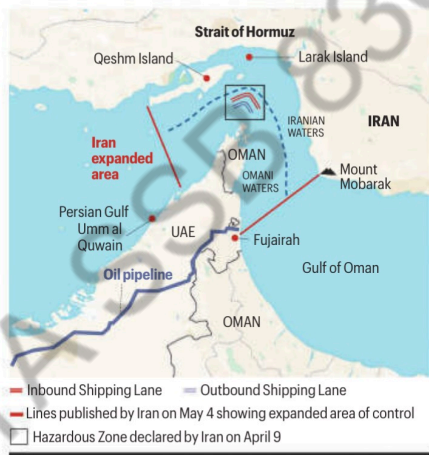 Strait of Hormuz
Qeshm Island
Larak Island
IRANIAN
WATERS
IRAN
Iran
expanded
area
OMAN
OMANI
WATERS
Mount
Mobarak
Persian Gulf
Umm al
Quwain
UAE
Fujairah
Oil pipeline
Gulf of Oman
OMAN
Inbound Shipping Lane
Outbound Shipping Lane
Lines published by Iran on May 4 showing expanded area of control
Hazardous Zone declared by Iran on April 9